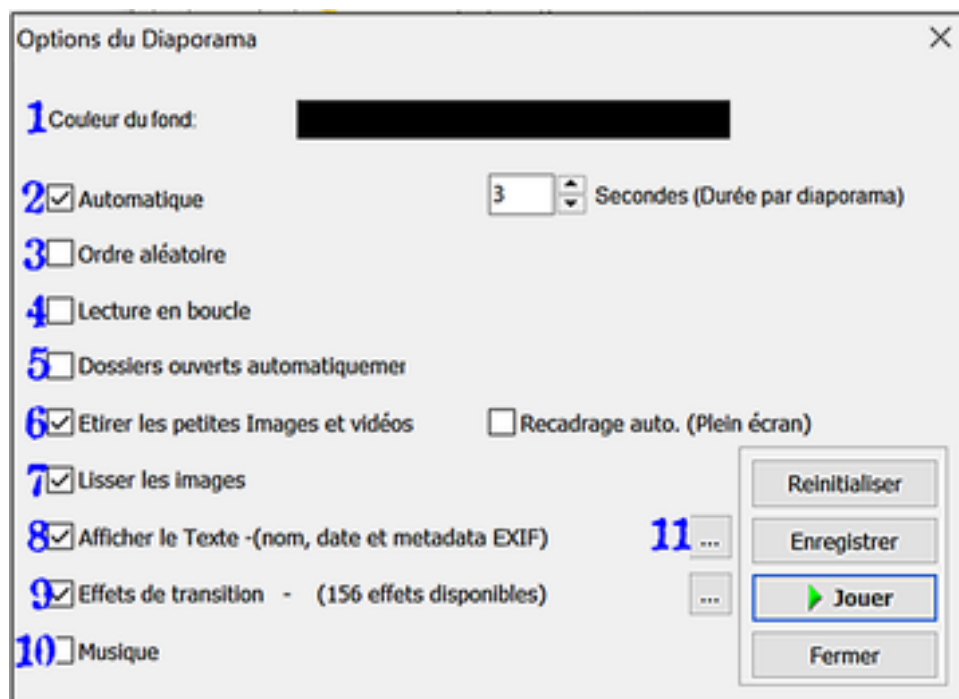 Options du Diaporama
1 Couleur du fond:
2 Automatique 3 Secondes (Durée par diaporama)
3 Ordre aléatoire
4 Lecture en boucle
5 Dossiers ouverts automatiquemer
6 Etirer les petites Images et vidéos Recadrage auto. (Plein écran)
7 Lisser les images
Reinitialiser
8 Afficher le Texte -(nom, date et metadata EXIF) 11 ...
Enregistrer
9 Effets de transition - (156 effets disponibles) ...
Jouer
10 Musique
Fermer